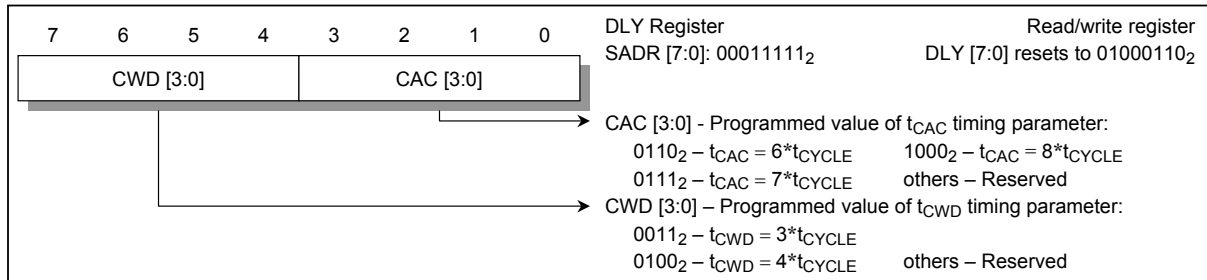 7 6 5 4 3 2 1 0
CWD [3:0] CAC [3:0]
DLY Register Read/write register
SADR [7:0]: 00011111₂ DLY [7:0] resets to 01000110₂
CAC [3:0] - Programmed value of tCAC timing parameter:
0110₂ – tCAC = 6*tCYCLE 1000₂ – tCAC = 8*tCYCLE
0111₂ – tCAC = 7*tCYCLE others – Reserved
CWD [3:0] – Programmed value of tCWD timing parameter:
0011₂ – tCWD = 3*tCYCLE
0100₂ – tCWD = 4*tCYCLE others – Reserved